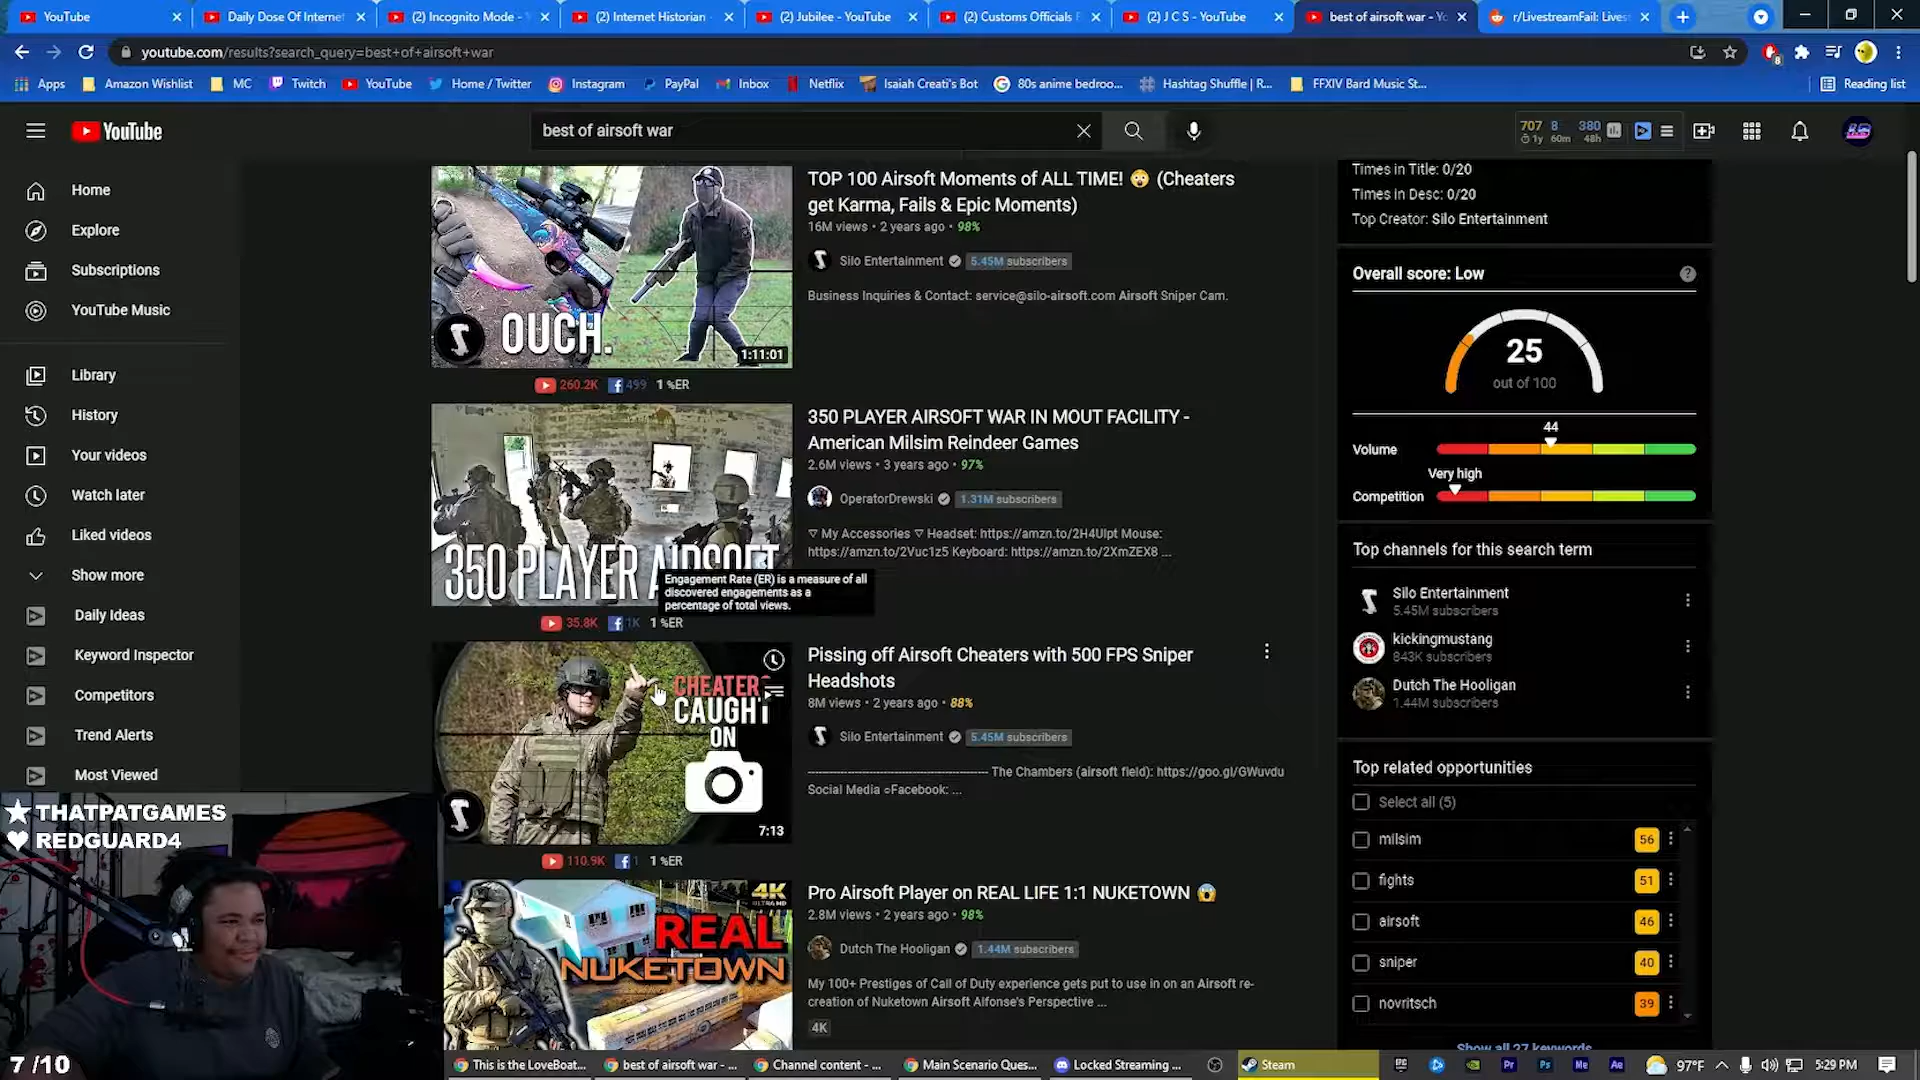 YouTube
Daily Dose Of Internet
(2) Incognito Mode -
(2) Internet Historian
(2) Jubilee - YouTube
(2) Customs Officials
(2) J C S - YouTube
best of airsoft war - Yo
r/LivestreamFail: Lives
youtube.com/results?search_query=best+of+airsoft+war
8
Apps
Amazon Wishlist
MC
Twitch
YouTube
Home / Twitter
Instagram
PayPal
Inbox
Netflix
Isaiah Creati's Bot
80s anime bedroo...
Hashtag Shuffle | R...
FFXIV Bard Music St...
Reading list
YouTube
best of airsoft war
707 8 380
1y 60m 48h
Home
Explore
Subscriptions
YouTube Music
Library
History
Your videos
Watch later
Liked videos
Show more
Daily Ideas
Keyword Inspector
Competitors
Trend Alerts
Most Viewed
OUCH.
1:11:01
TOP 100 Airsoft Moments of ALL TIME! 😳 (Cheaters
get Karma, Fails & Epic Moments)
16M views • 2 years ago • 98%
Silo Entertainment 5.45M subscribers
Business Inquiries & Contact: service@silo-airsoft.com Airsoft Sniper Cam.
260.2K 499 1 %ER
350 PLAYER AIRSOFT
350 PLAYER AIRSOFT WAR IN MOUT FACILITY -
American Milsim Reindeer Games
2.6M views • 3 years ago • 97%
OperatorDrewski 1.31M subscribers
▽ My Accessories ▽ Headset: https://amzn.to/2H4UIpt Mouse:
https://amzn.to/2Vuc1z5 Keyboard: https://amzn.to/2XmZEX8 ...
Engagement Rate (ER) is a measure of all
discovered engagements as a
percentage of total views.
35.8K 1K 1 %ER
CHEATER
CAUGHT
ON
7:13
Pissing off Airsoft Cheaters with 500 FPS Sniper
Headshots
8M views • 2 years ago • 88%
Silo Entertainment 5.45M subscribers
---------------------------------------------- The Chambers (airsoft field): https://goo.gl/GWuvdu
Social Media ○Facebook: ...
110.9K 1 1 %ER
4K
ULTRA HD
REAL
NUKETOWN
Pro Airsoft Player on REAL LIFE 1:1 NUKETOWN 😱
2.8M views • 2 years ago • 98%
Dutch The Hooligan 1.44M subscribers
My 100+ Prestiges of Call of Duty experience gets put to use in on an Airsoft re-
creation of Nuketown Airsoft Alfonse's Perspective ...
4K
Times in Title: 0/20
Times in Desc: 0/20
Top Creator: Silo Entertainment
Overall score: Low
?
25
out of 100
44
Volume
Very high
Competition
Top channels for this search term
Silo Entertainment
5.45M subscribers
kickingmustang
843K subscribers
Dutch The Hooligan
1.44M subscribers
Top related opportunities
Select all (5)
milsim 56
fights 51
airsoft 46
sniper 40
novritsch 39
Show all 27 keywords
THATPATGAMES
REDGUARD4
7 /10
This is the LoveBoat...
best of airsoft war - ...
Channel content - ...
Main Scenario Ques...
Locked Streaming ...
Steam
Pr
Ps
Me
Ae
97°F
5:29 PM